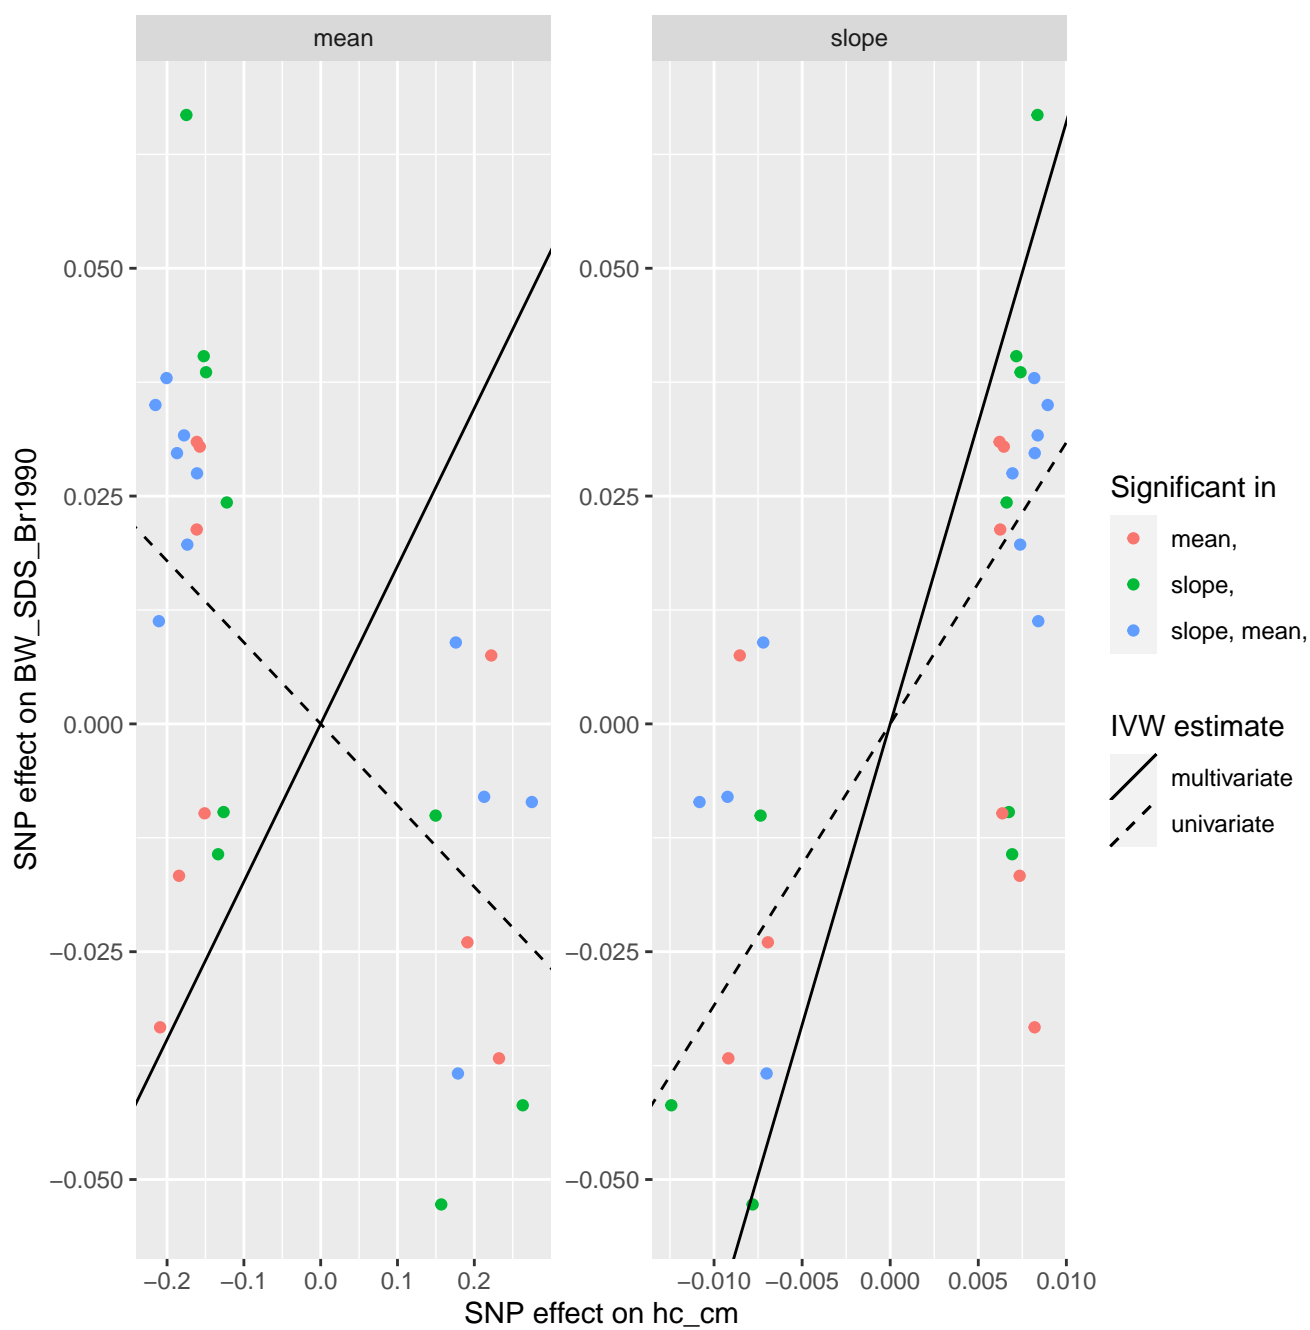 mean
slope
SNP effect on BW_SDS_Br1990
0.050
0.025
0.000
−0.025
−0.050
0.050
0.025
0.000
−0.025
−0.050
−0.2 −0.1 0.0 0.1 0.2
−0.010 −0.005 0.000 0.005 0.010
SNP effect on hc_cm
Significant in
mean,
slope,
slope, mean,
IVW estimate
multivariate
univariate